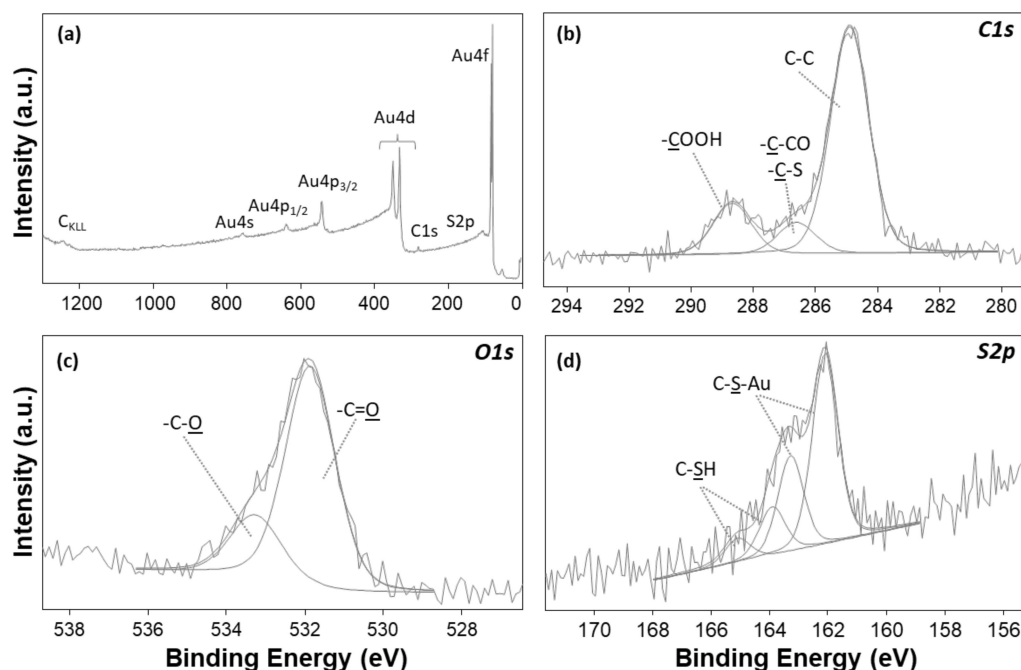 (a)
Au4f
Au4d
Au4p3/2
Au4p1/2
Au4s
CKLL
C1s
S2p
Intensity (a.u.)
1200 1000 800 600 400 200 0
(b)
C1s
C-C
-COOH
-C-CO
-C-S
294 292 290 288 286 284 282 280
(c)
O1s
-C-O
-C=O
Intensity (a.u.)
538 536 534 532 530 528
Binding Energy (eV)
(d)
S2p
C-S-Au
C-SH
170 168 166 165 163 162 160 158 156
Binding Energy (eV)